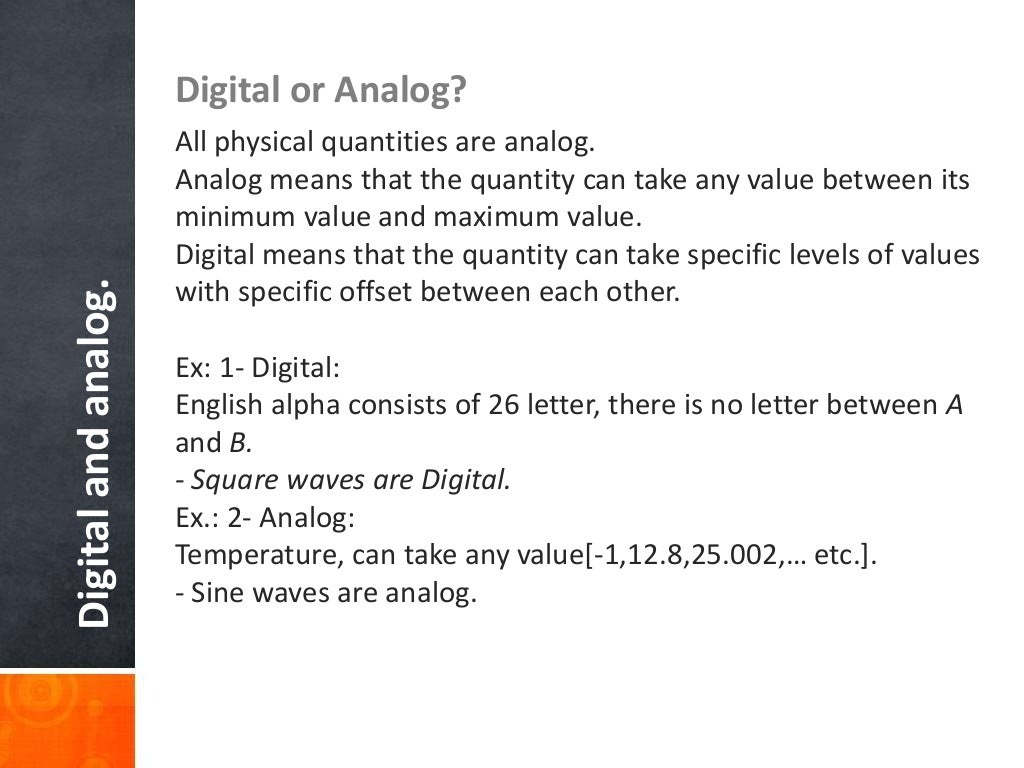 Digital and analog.
Digital or Analog?
All physical quantities are analog.
Analog means that the quantity can take any value between its
minimum value and maximum value.
Digital means that the quantity can take specific levels of values
with specific offset between each other.
Ex: 1- Digital:
English alpha consists of 26 letter, there is no letter between A
and B.
- Square waves are Digital.
Ex.: 2- Analog:
Temperature, can take any value[-1,12.8,25.002,… etc.].
- Sine waves are analog.